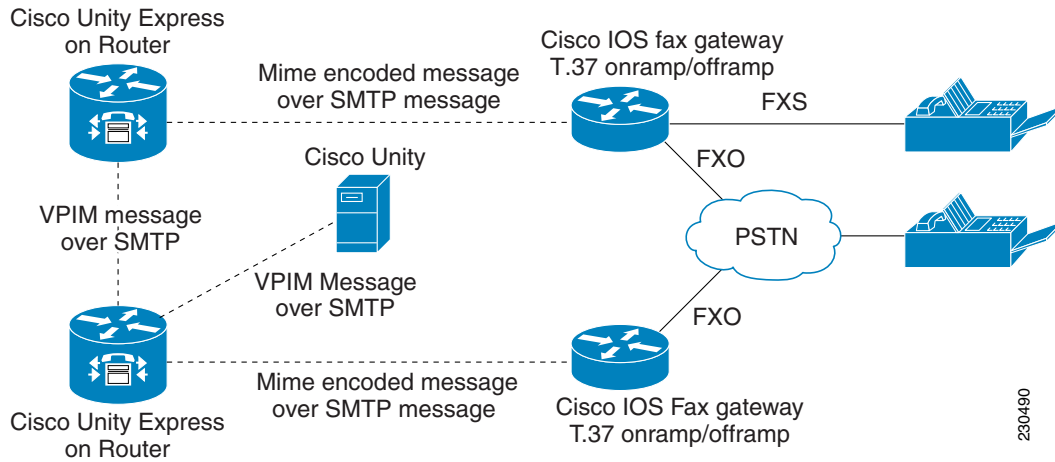 Cisco Unity Express
on Router
Cisco IOS fax gateway
T.37 onramp/offramp
Mime encoded message
over SMTP message
FXS
Cisco Unity
FXO
VPIM message
over SMTP
PSTN
VPIM Message
over SMTP
FXO
Mime encoded message
over SMTP message
Cisco Unity Express
on Router
Cisco IOS Fax gateway
T.37 onramp/offramp
230490